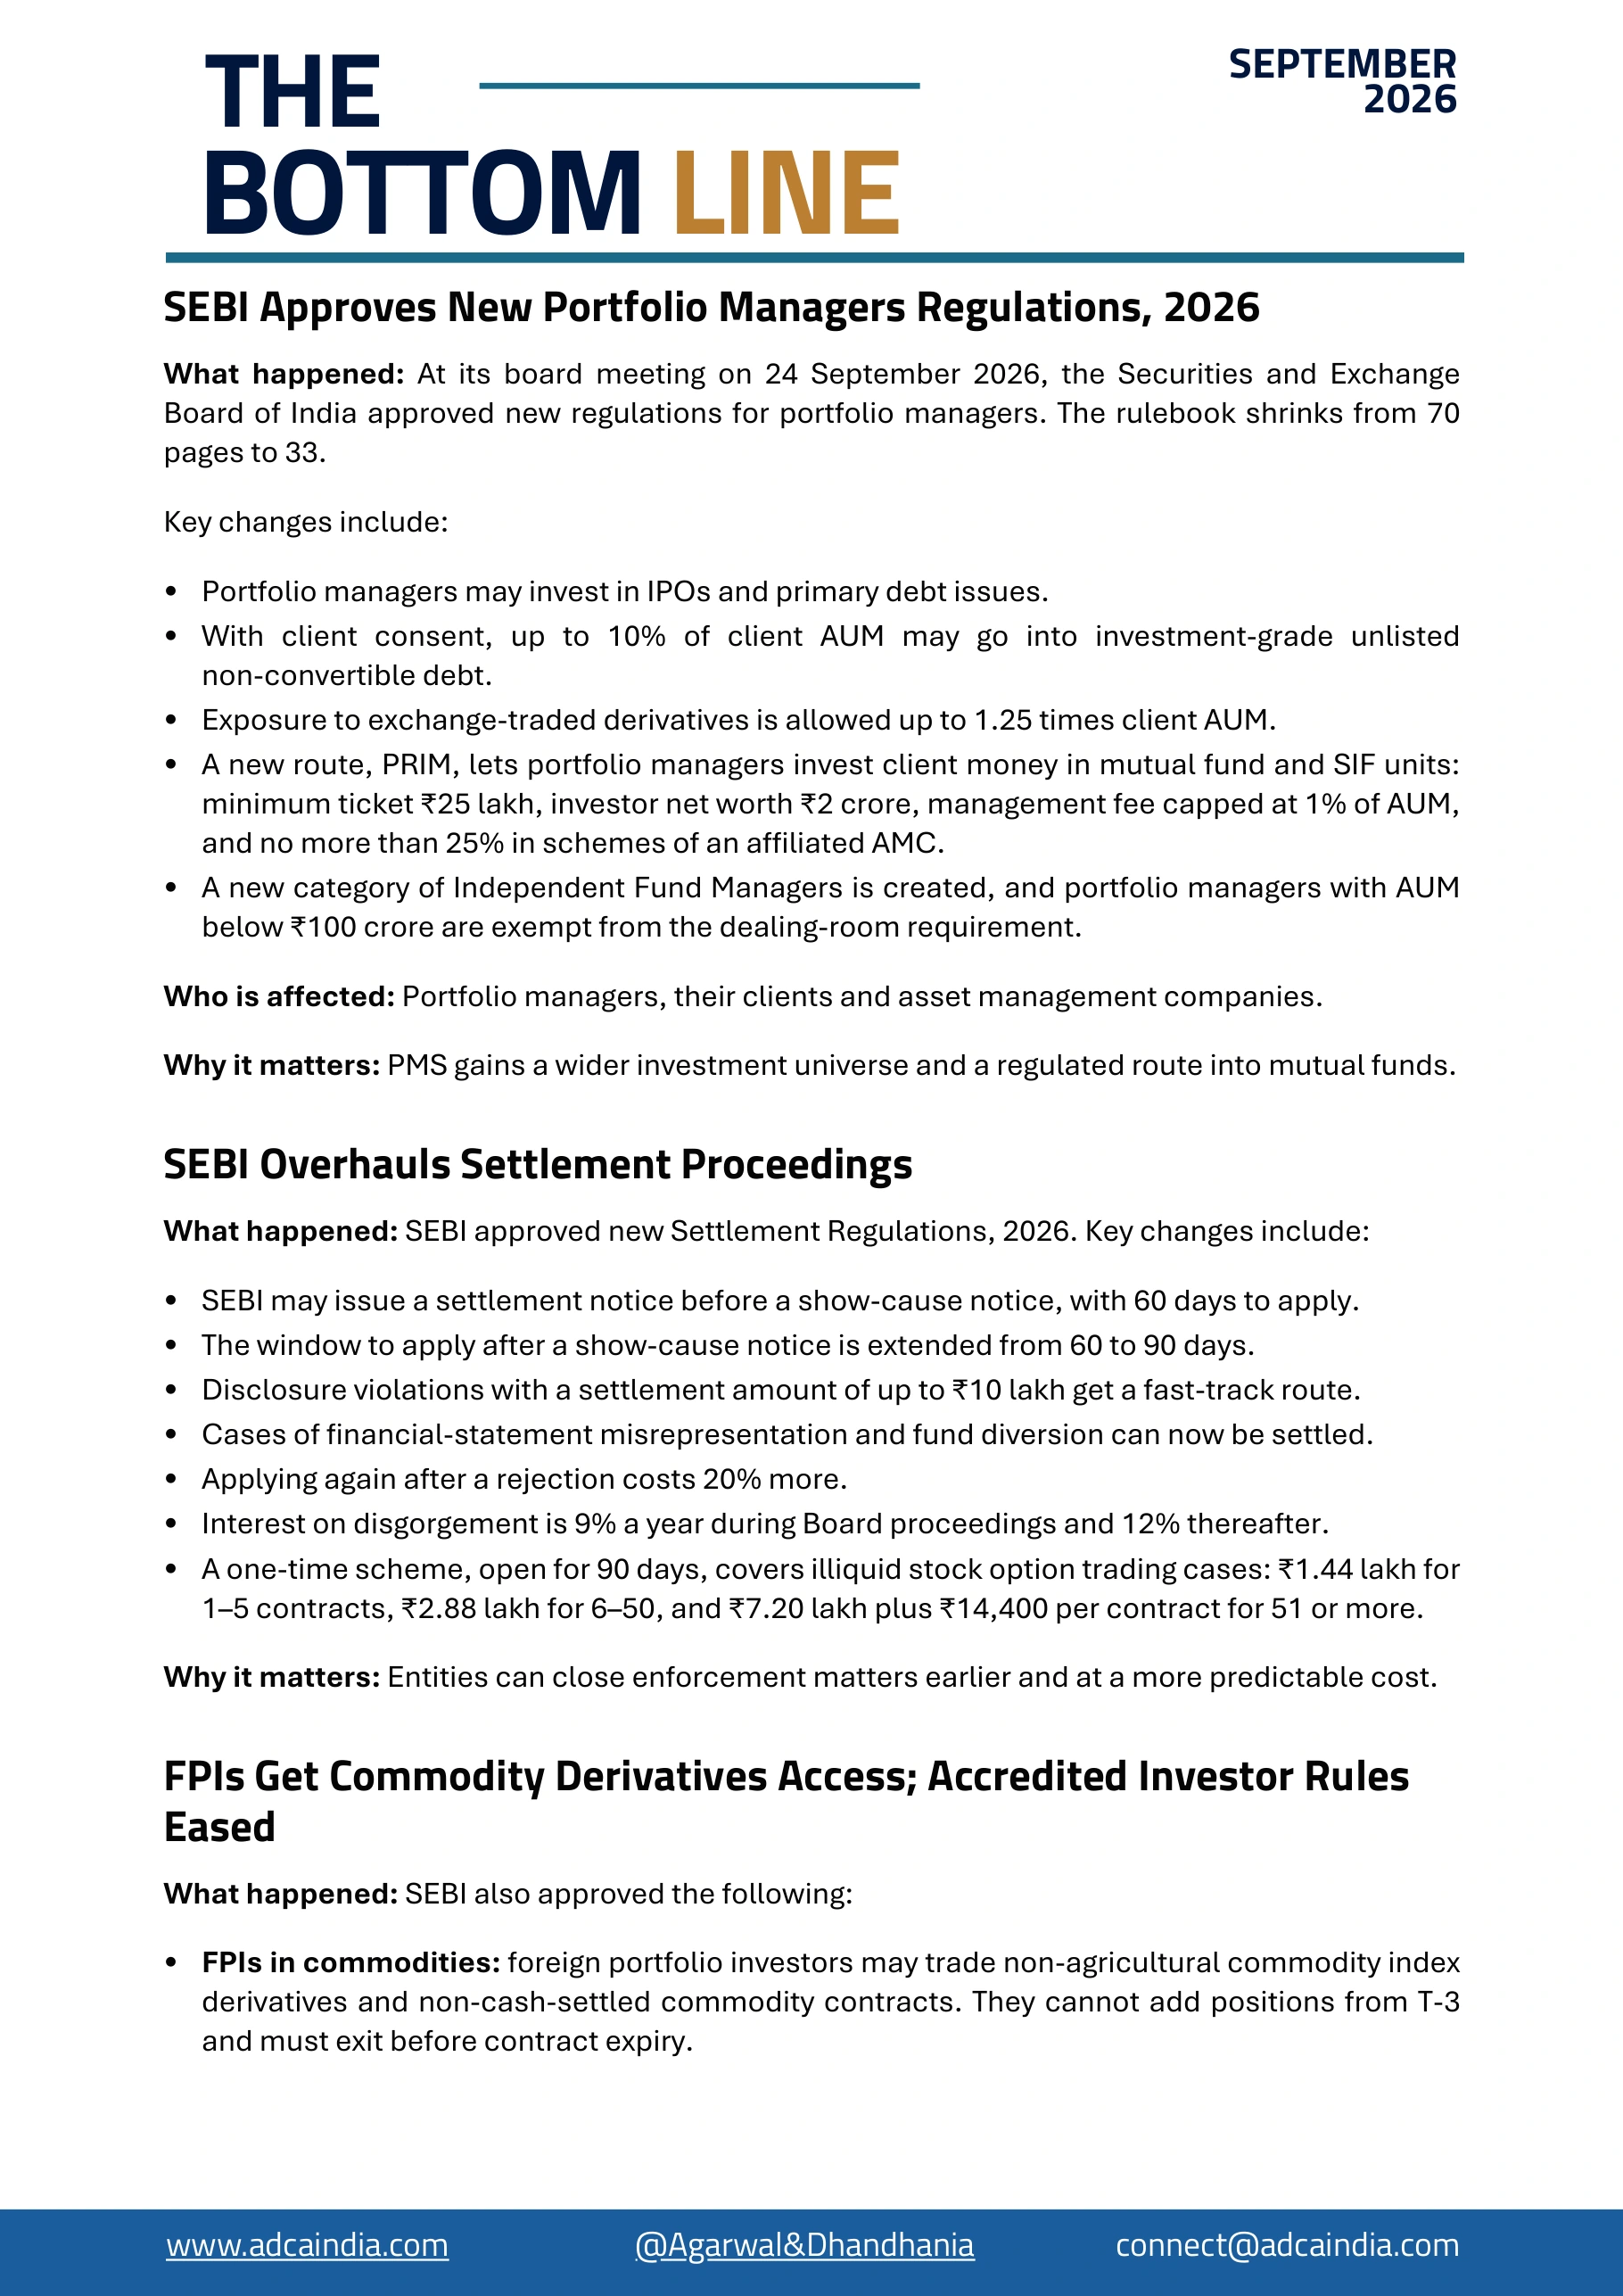 THE
BOTTOM LINE
SEPTEMBER
2026
SEBI Approves New Portfolio Managers Regulations, 2026
What happened: At its board meeting on 24 September 2026, the Securities and Exchange
Board of India approved new regulations for portfolio managers. The rulebook shrinks from 70
pages to 33.
Key changes include:
• Portfolio managers may invest in IPOs and primary debt issues.
• With client consent, up to 10% of client AUM may go into investment-grade unlisted
non-convertible debt.
• Exposure to exchange-traded derivatives is allowed up to 1.25 times client AUM.
• A new route, PRIM, lets portfolio managers invest client money in mutual fund and SIF units:
minimum ticket ₹25 lakh, investor net worth ₹2 crore, management fee capped at 1% of AUM,
and no more than 25% in schemes of an affiliated AMC.
• A new category of Independent Fund Managers is created, and portfolio managers with AUM
below ₹100 crore are exempt from the dealing-room requirement.
Who is affected: Portfolio managers, their clients and asset management companies.
Why it matters: PMS gains a wider investment universe and a regulated route into mutual funds.
SEBI Overhauls Settlement Proceedings
What happened: SEBI approved new Settlement Regulations, 2026. Key changes include:
• SEBI may issue a settlement notice before a show-cause notice, with 60 days to apply.
• The window to apply after a show-cause notice is extended from 60 to 90 days.
• Disclosure violations with a settlement amount of up to ₹10 lakh get a fast-track route.
• Cases of financial-statement misrepresentation and fund diversion can now be settled.
• Applying again after a rejection costs 20% more.
• Interest on disgorgement is 9% a year during Board proceedings and 12% thereafter.
• A one-time scheme, open for 90 days, covers illiquid stock option trading cases: ₹1.44 lakh for
1–5 contracts, ₹2.88 lakh for 6–50, and ₹7.20 lakh plus ₹14,400 per contract for 51 or more.
Why it matters: Entities can close enforcement matters earlier and at a more predictable cost.
FPIs Get Commodity Derivatives Access; Accredited Investor Rules
Eased
What happened: SEBI also approved the following:
• FPIs in commodities: foreign portfolio investors may trade non-agricultural commodity index
derivatives and non-cash-settled commodity contracts. They cannot add positions from T-3
and must exit before contract expiry.
www.adcaindia.com
@Agarwal&Dhandhania
connect@adcaindia.com